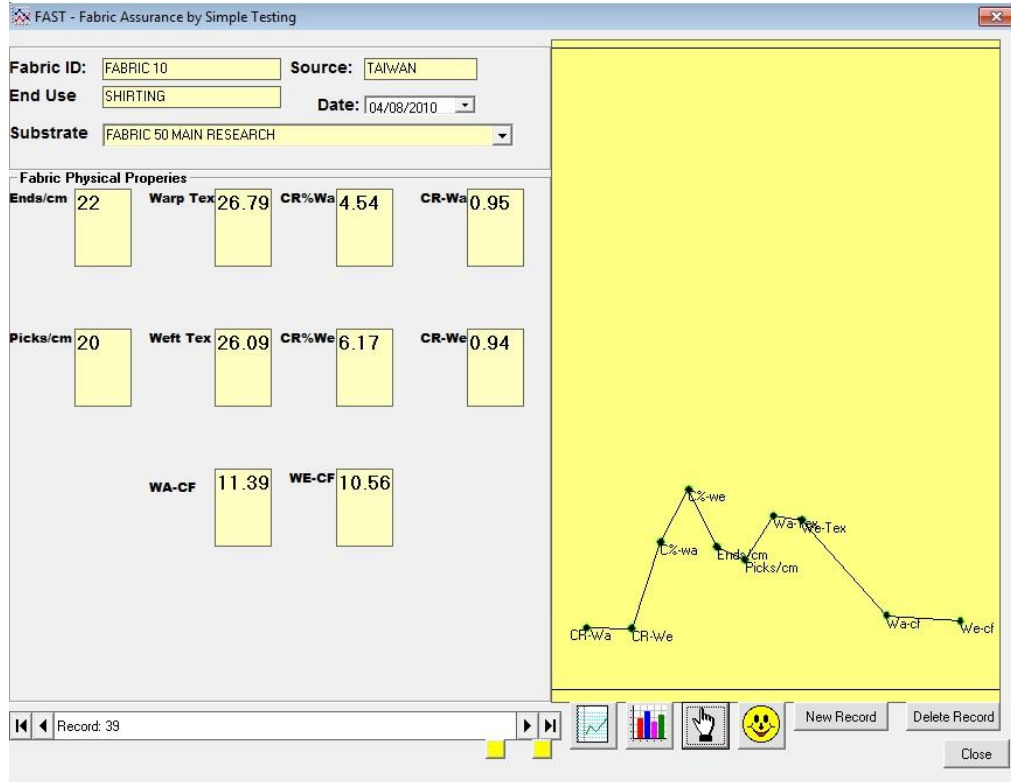 FAST - Fabric Assurance by Simple Testing
Fabric ID: FABRIC 10 Source: TAIWAN
End Use SHIRTING Date: 04/08/2010
Substrate FABRIC 50 MAIN RESEARCH
Fabric Physical Properies
Ends/cm 22 Warp Tex 26.79 CR%Wa 4.54 CR-Wa 0.95
Picks/cm 20 Weft Tex 26.09 CR%We 6.17 CR-We 0.94
WA-CF 11.39 WE-CF 10.56
C%-we
Wa-Tex We-Tex
C%-wa Ends/cm
Picks/cm
CR-Wa CR-We Wa-cf We-cf
Record: 39 New Record Delete Record
Close